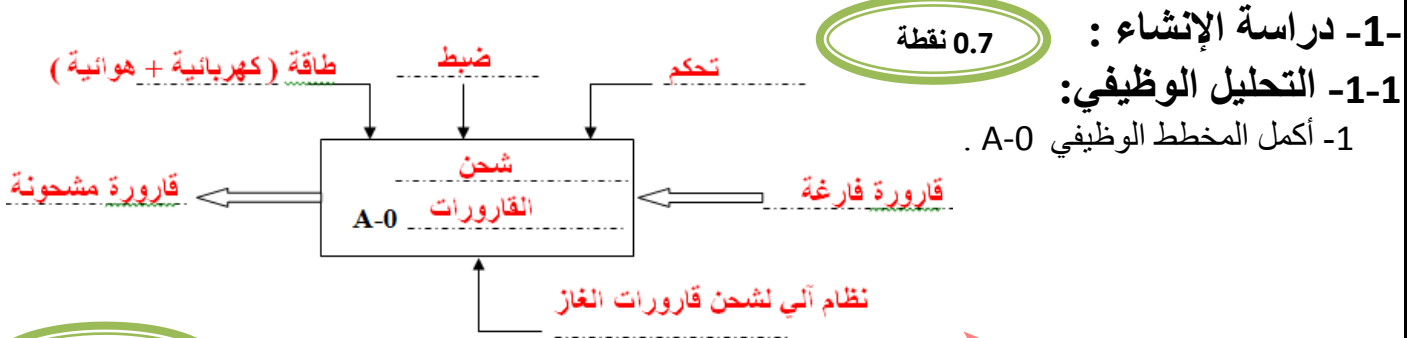 -1- دراسة الإنشاء :
0.7 نقطة
1-1- التحليل الوظيفي:
1- أكمل المخطط الوظيفي A-0 .
تحكم
ضبط
طاقة ( كهربائية + هوائية )
قارورة فارغة
شحن
القارورات
A-0
قارورة مشحونة
نظام آلي لشحن قارورات الغاز